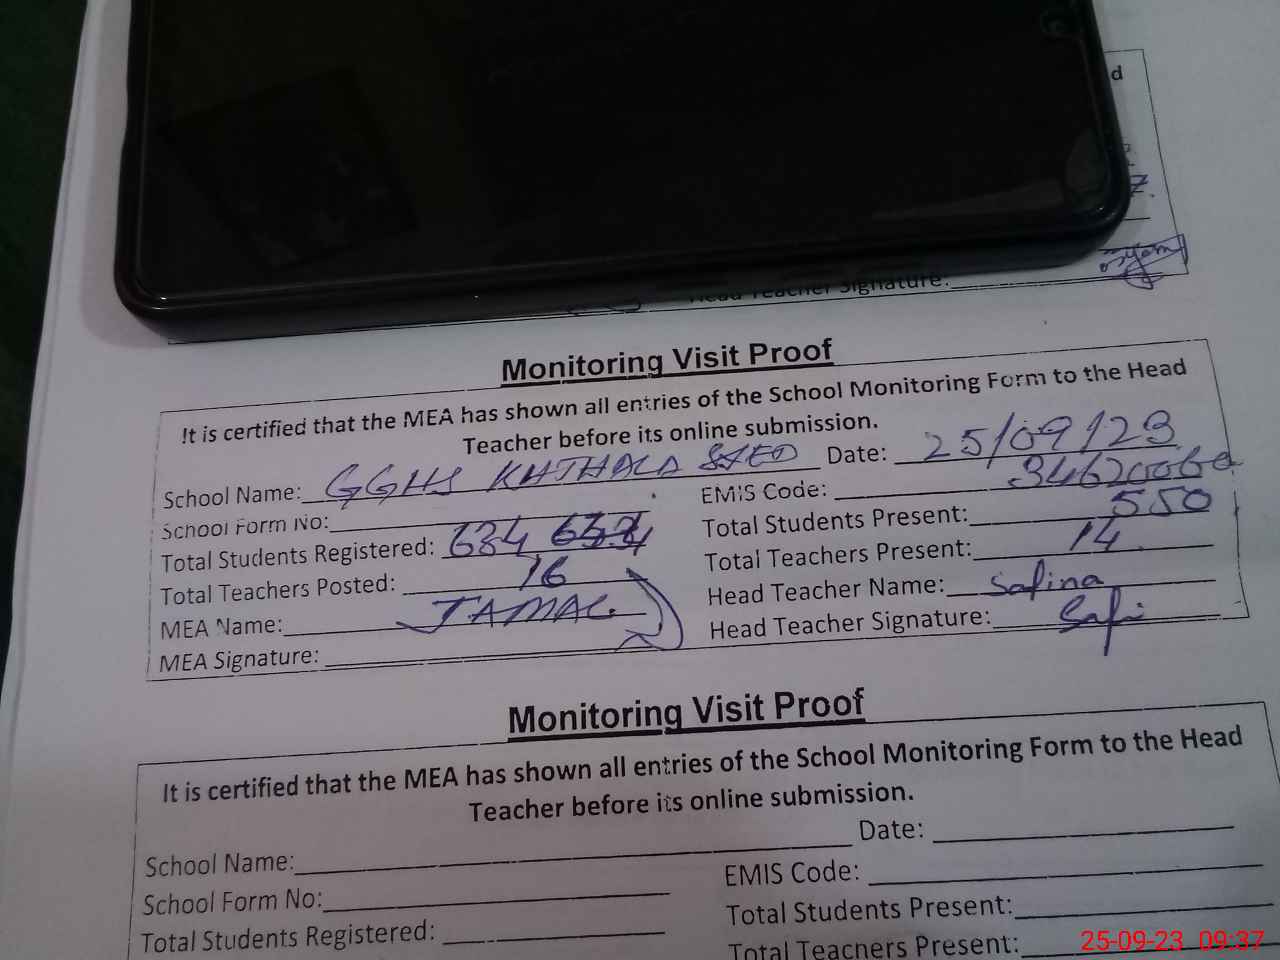 d
Head Teacher Signature:
Monitoring Visit Proof
It is certified that the MEA has shown all entries of the School Monitoring Form to the Head
Teacher before its online submission.
School Name: GGHS KHTHALA SYED Date: 25/09/23
School Form No: EMIS Code:
Total Students Registered: 634 Total Students Present: 550
Total Teachers Posted: 16 Total Teachers Present: 14
MEA Name: JAMAL Head Teacher Name: Safina
MEA Signature: Head Teacher Signature: Safi
Monitoring Visit Proof
It is certified that the MEA has shown all entries of the School Monitoring Form to the Head
Teacher before its online submission.
School Name: Date:
School Form No: EMIS Code:
Total Students Registered: Total Students Present:
Total Teachers Present:
25-09-23 09:37